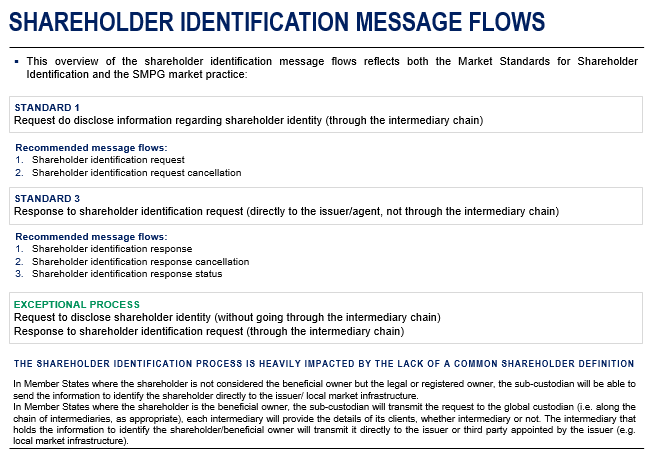 SHAREHOLDER IDENTIFICATION MESSAGE FLOWS
▪ This overview of the shareholder identification message flows reflects both the Market Standards for Shareholder
Identification and the SMPG market practice:
STANDARD 1
Request do disclose information regarding shareholder identity (through the intermediary chain)
Recommended message flows:
1. Shareholder identification request
2. Shareholder identification request cancellation
STANDARD 3
Response to shareholder identification request (directly to the issuer/agent, not through the intermediary chain)
Recommended message flows:
1. Shareholder identification response
2. Shareholder identification response cancellation
3. Shareholder identification response status
EXCEPTIONAL PROCESS
Request to disclose shareholder identity (without going through the intermediary chain)
Response to shareholder identification request (through the intermediary chain)
THE SHAREHOLDER IDENTIFICATION PROCESS IS HEAVILY IMPACTED BY THE LACK OF A COMMON SHAREHOLDER DEFINITION
In Member States where the shareholder is not considered the beneficial owner but the legal or registered owner, the sub-custodian will be able to
send the information to identify the shareholder directly to the issuer/ local market infrastructure.
In Member States where the shareholder is the beneficial owner, the sub-custodian will transmit the request to the global custodian (i.e. along the
chain of intermediaries, as appropriate), each intermediary will provide the details of its clients, whether intermediary or not. The intermediary that
holds the information to identify the shareholder/beneficial owner will transmit it directly to the issuer or third party appointed by the issuer (e.g.
local market infrastructure).